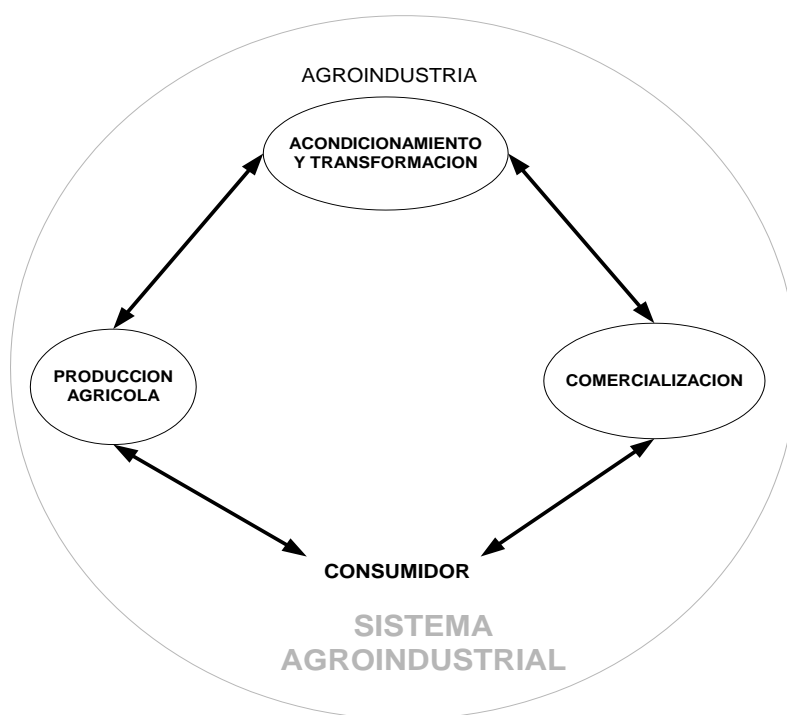 AGROINDUSTRIA
ACONDICIONAMIENTO
Y TRANSFORMACION
PRODUCCION
AGRICOLA
COMERCIALIZACION
CONSUMIDOR
SISTEMA
AGROINDUSTRIAL